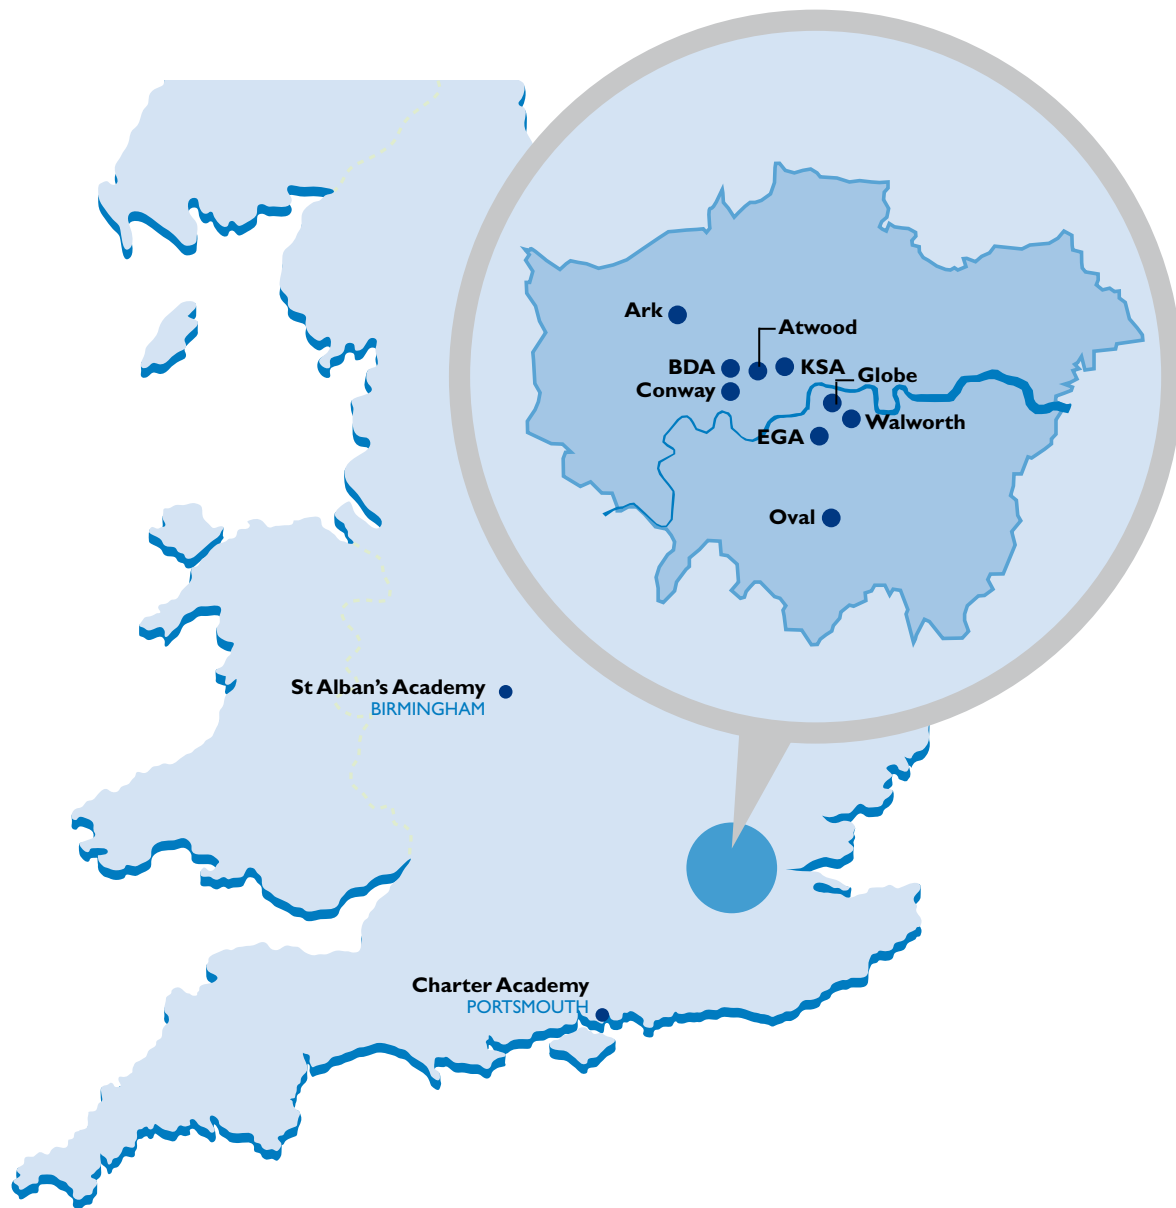 Ark
Atwood
BDA
KSA
Globe
Conway
Walworth
EGA
Oval
St Alban’s Academy
BIRMINGHAM
Charter Academy
PORTSMOUTH